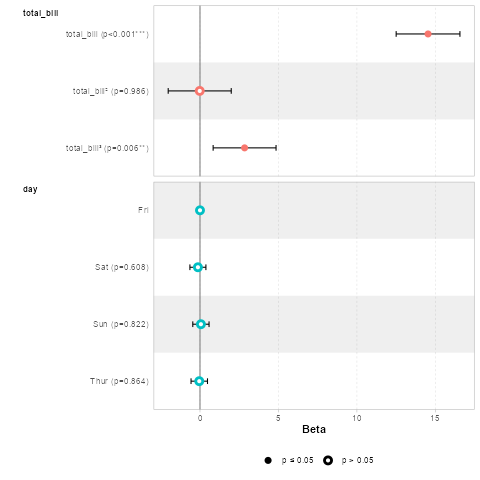 total_bill
total_bill (p<0.001***)
total_bill² (p=0.986)
total_bill³ (p=0.006**)
day
Fri
Sat (p=0.608)
Sun (p=0.822)
Thur (p=0.864)
0 5 10 15
Beta
p ≤ 0.05 p > 0.05